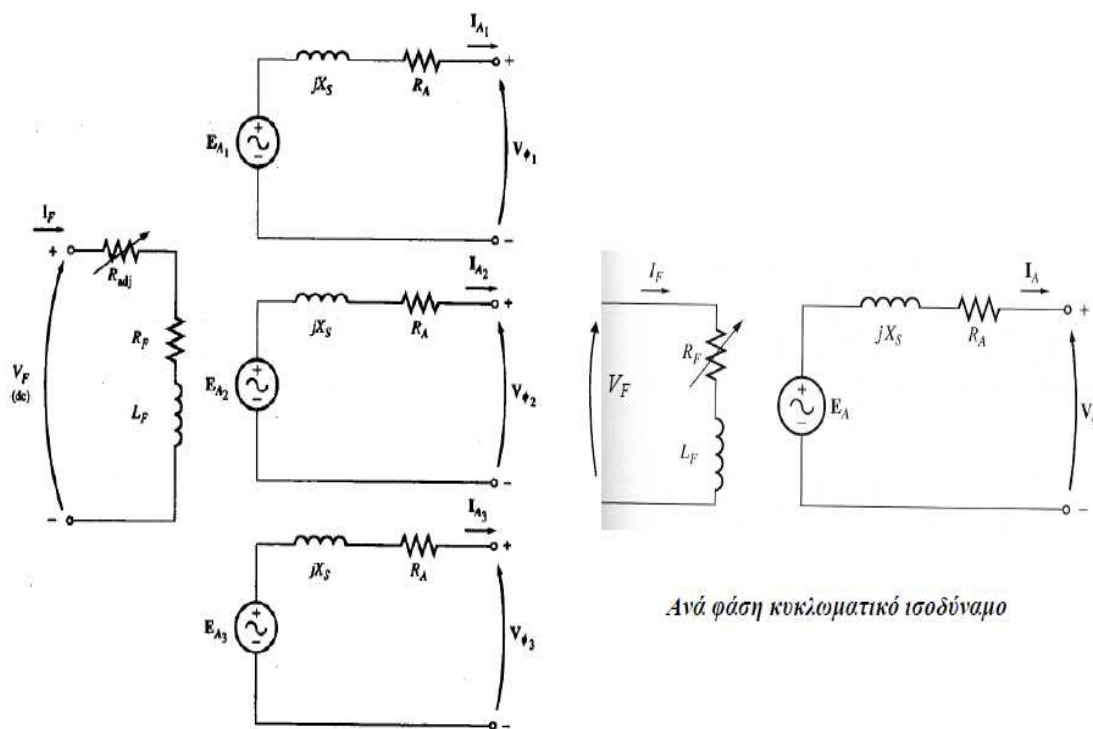 I_A1
jX_S
R_A
+
E_A1
+
−
V_ϕ1
−
I_F
+
R_adj
R_F
V_F
(dc)
L_F
−
I_A2
jX_S
R_A
+
E_A2
+
−
V_ϕ2
−
I_A3
jX_S
R_A
+
E_A3
+
−
V_ϕ3
−
I_F
R_F
V_F
L_F
I_A
jX_S
R_A
+
+
−
E_A
−
Ανά φάση κυκλωματικό ισοδύναμο